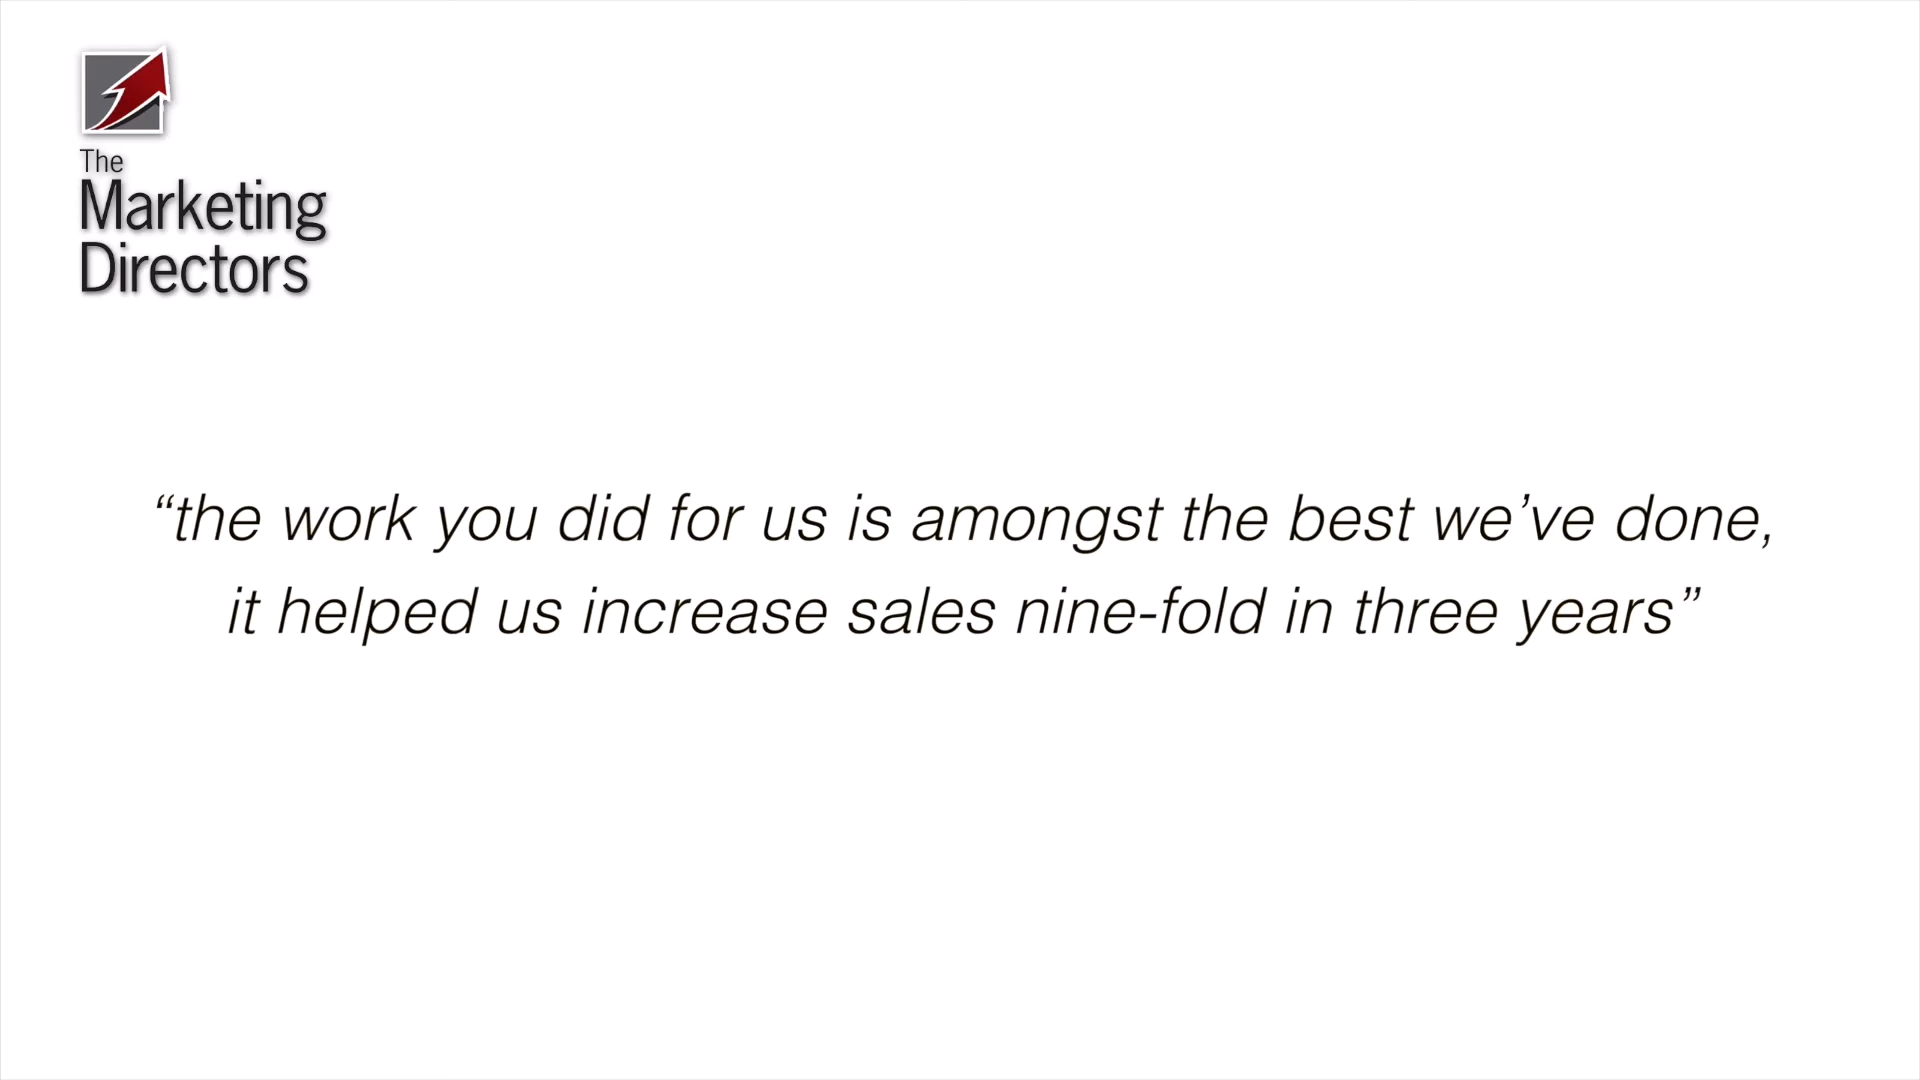 The
Marketing
Directors
“the work you did for us is amongst the best we’ve done,
it helped us increase sales nine-fold in three years”